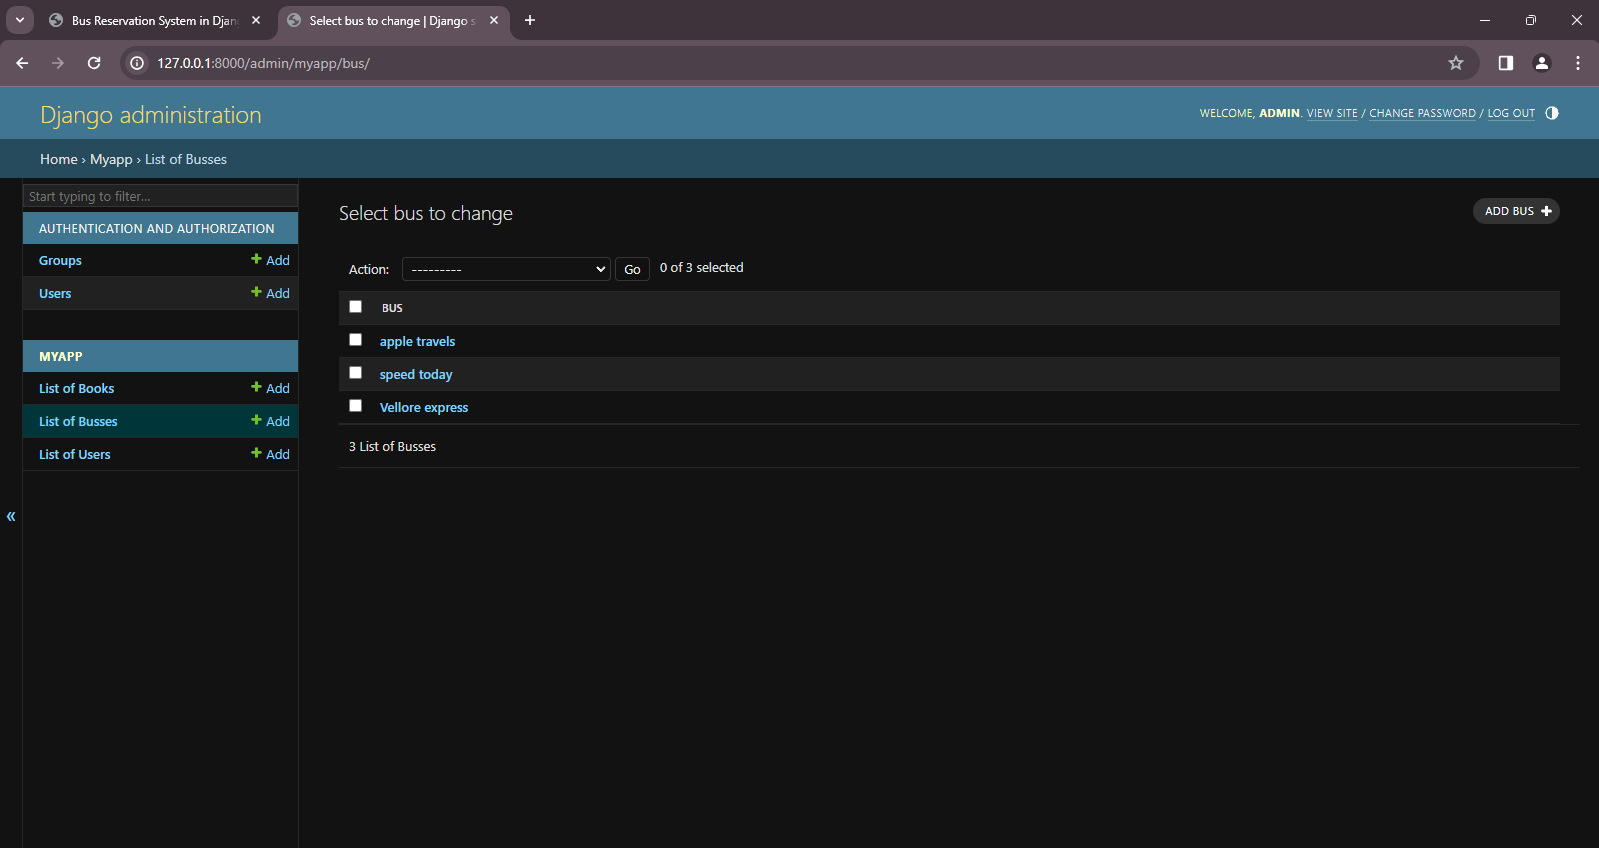 Bus Reservation System in Djan
Select bus to change | Django s
127.0.0.1:8000/admin/myapp/bus/
Django administration
WELCOME, ADMIN. VIEW SITE / CHANGE PASSWORD / LOG OUT
Home › Myapp › List of Busses
Start typing to filter...
AUTHENTICATION AND AUTHORIZATION
Groups + Add
Users + Add
MYAPP
List of Books + Add
List of Busses + Add
List of Users + Add
«
Select bus to change
ADD BUS +
Action: --------- Go 0 of 3 selected
BUS
apple travels
speed today
Vellore express
3 List of Busses